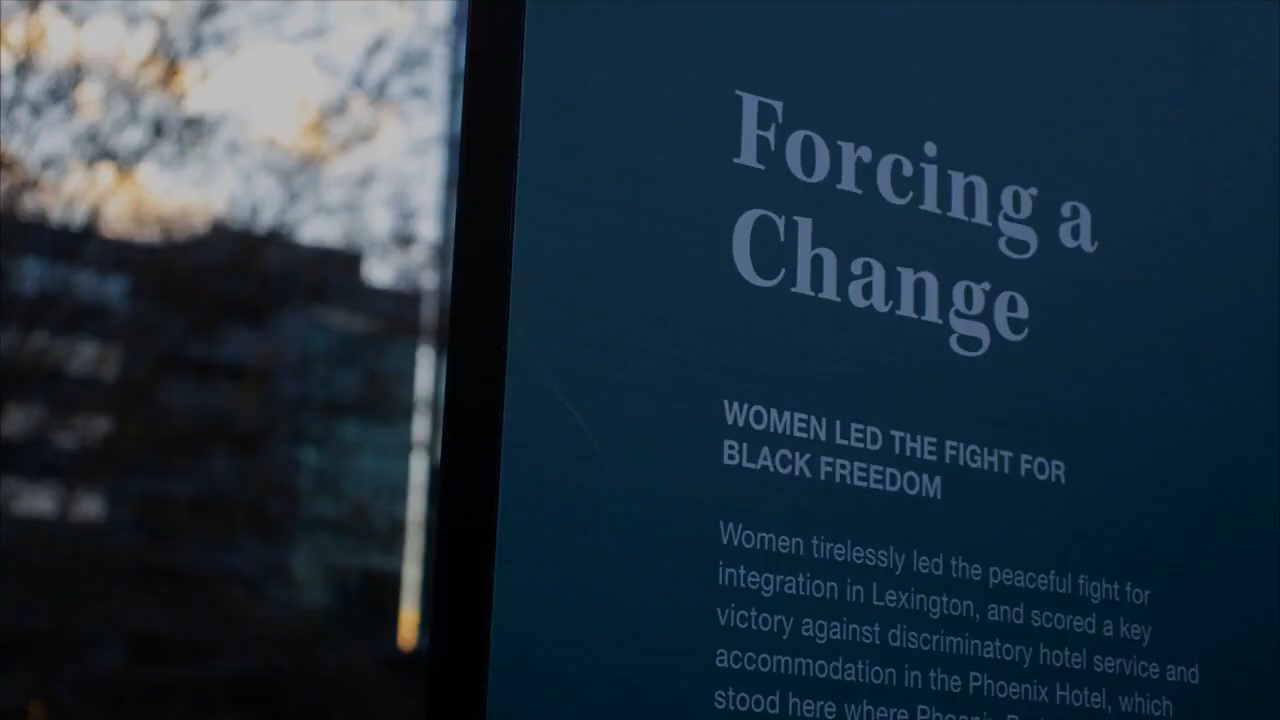 Forcing a
Change
WOMEN LED THE FIGHT FOR
BLACK FREEDOM
Women tirelessly led the peaceful fight for
integration in Lexington, and scored a key
victory against discriminatory hotel service and
accommodation in the Phoenix Hotel, which
stood here where Phoenix